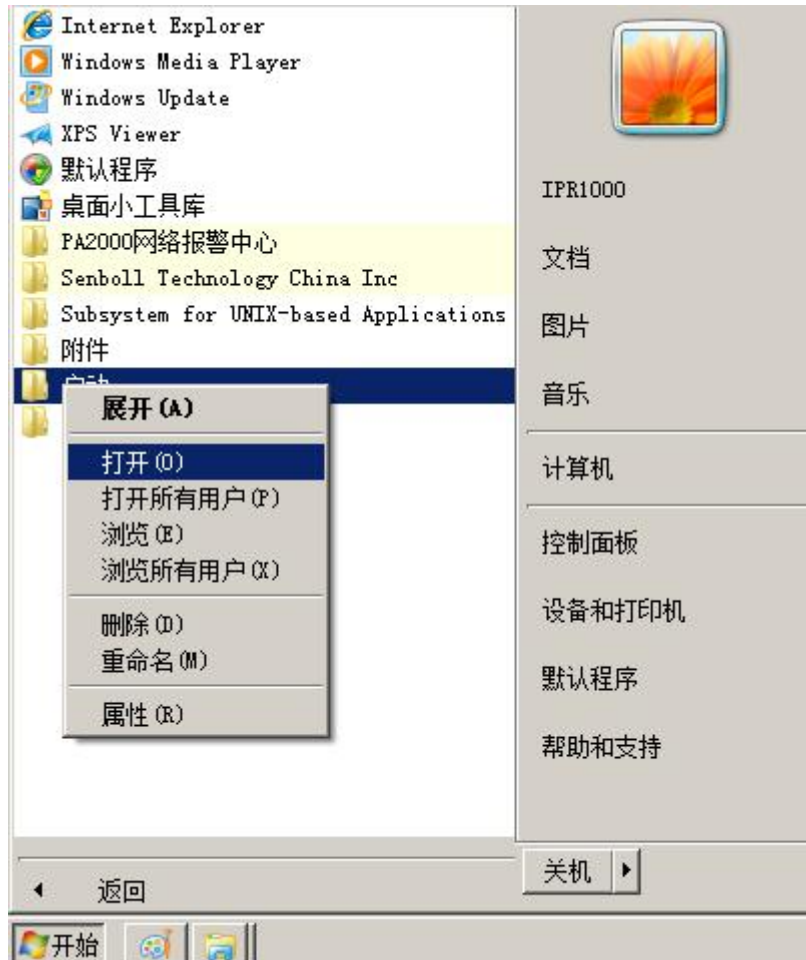 Internet Explorer
Windows Media Player
Windows Update
XPS Viewer
默认程序
桌面小工具库
PA2000网络报警中心
Senboll Technology China Inc
Subsystem for UNIX-based Applications
附件
展开(A)
打开(O)
打开所有用户(P)
浏览(E)
浏览所有用户(X)
删除(D)
重命名(M)
属性(R)
返回
IPR1000
文档
图片
音乐
计算机
控制面板
设备和打印机
默认程序
帮助和支持
关机
开始